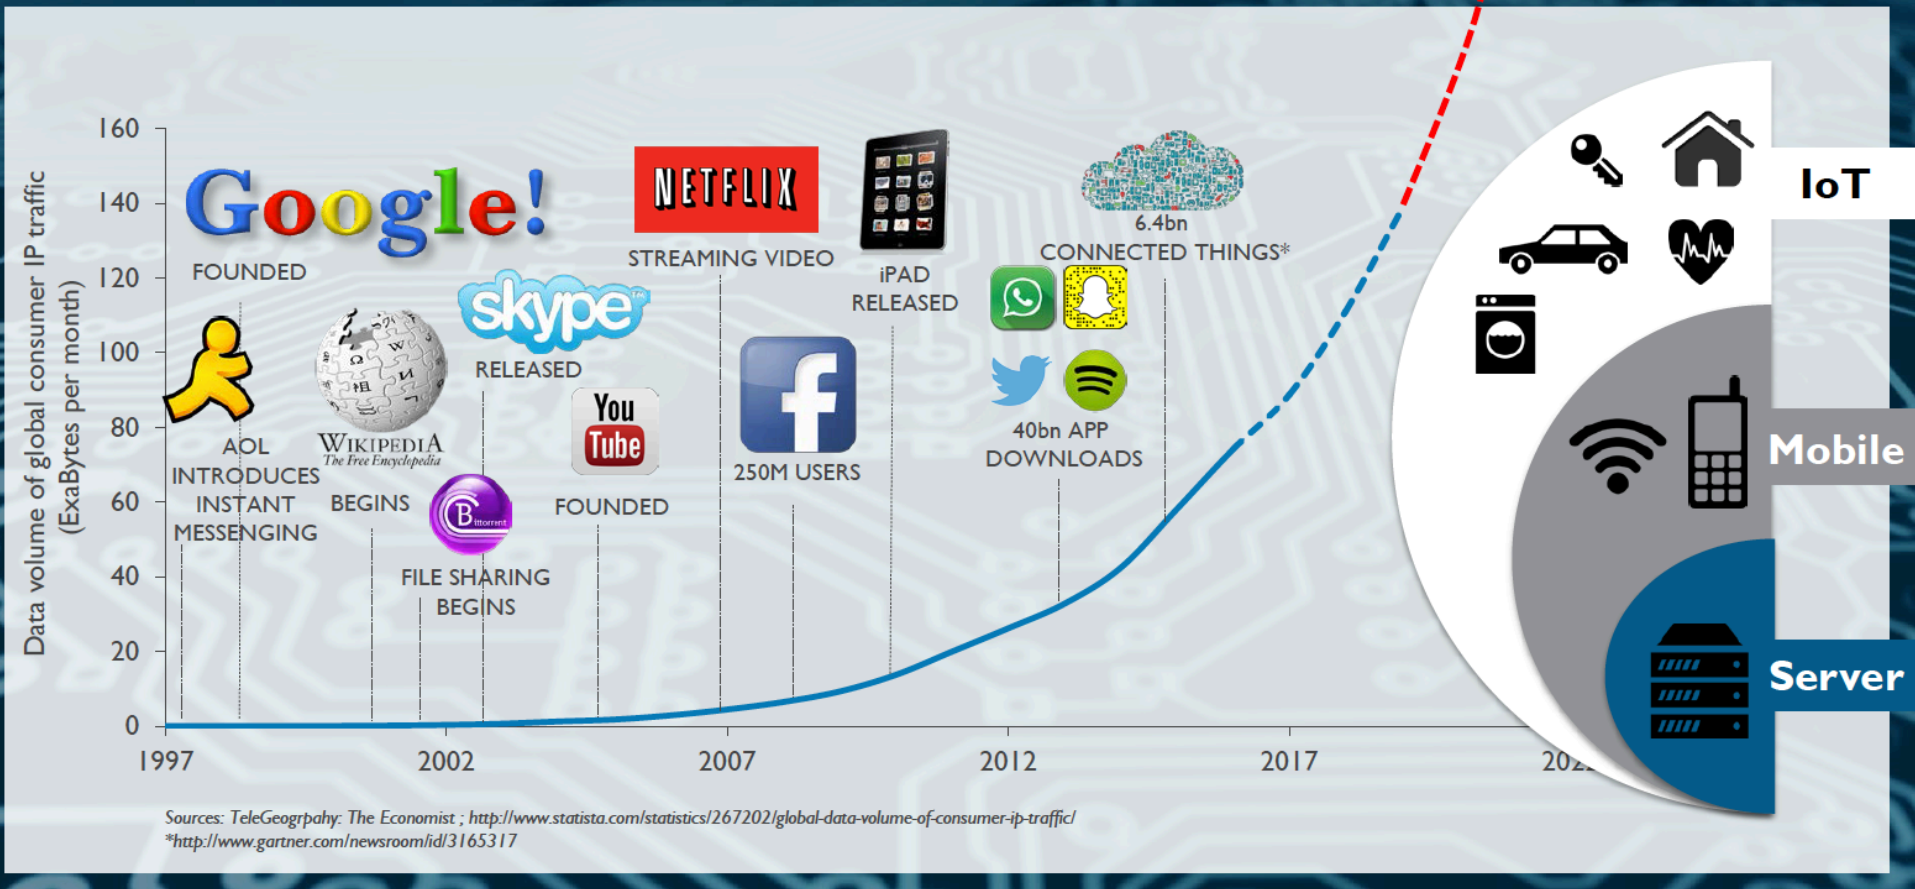 Data volume of global consumer IP traffic
(ExaBytes per month)
160
140
120
100
80
60
40
20
0
1997
2002
2007
2012
2017
Google!
FOUNDED
AOL
INTRODUCES
INSTANT
MESSENGING
WIKIPEDIA
The Free Encyclopedia
BEGINS
skype™
RELEASED
Bittorrent
FILE SHARING
BEGINS
You
Tube
FOUNDED
NETFLIX
STREAMING VIDEO
f
250M USERS
iPAD
RELEASED
40bn APP
DOWNLOADS
6.4bn
CONNECTED THINGS*
IoT
Mobile
Server
Sources: TeleGeogrpahy: The Economist ; http://www.statista.com/statistics/267202/global-data-volume-of-consumer-ip-traffic/
*http://www.gartner.com/newsroom/id/3165317